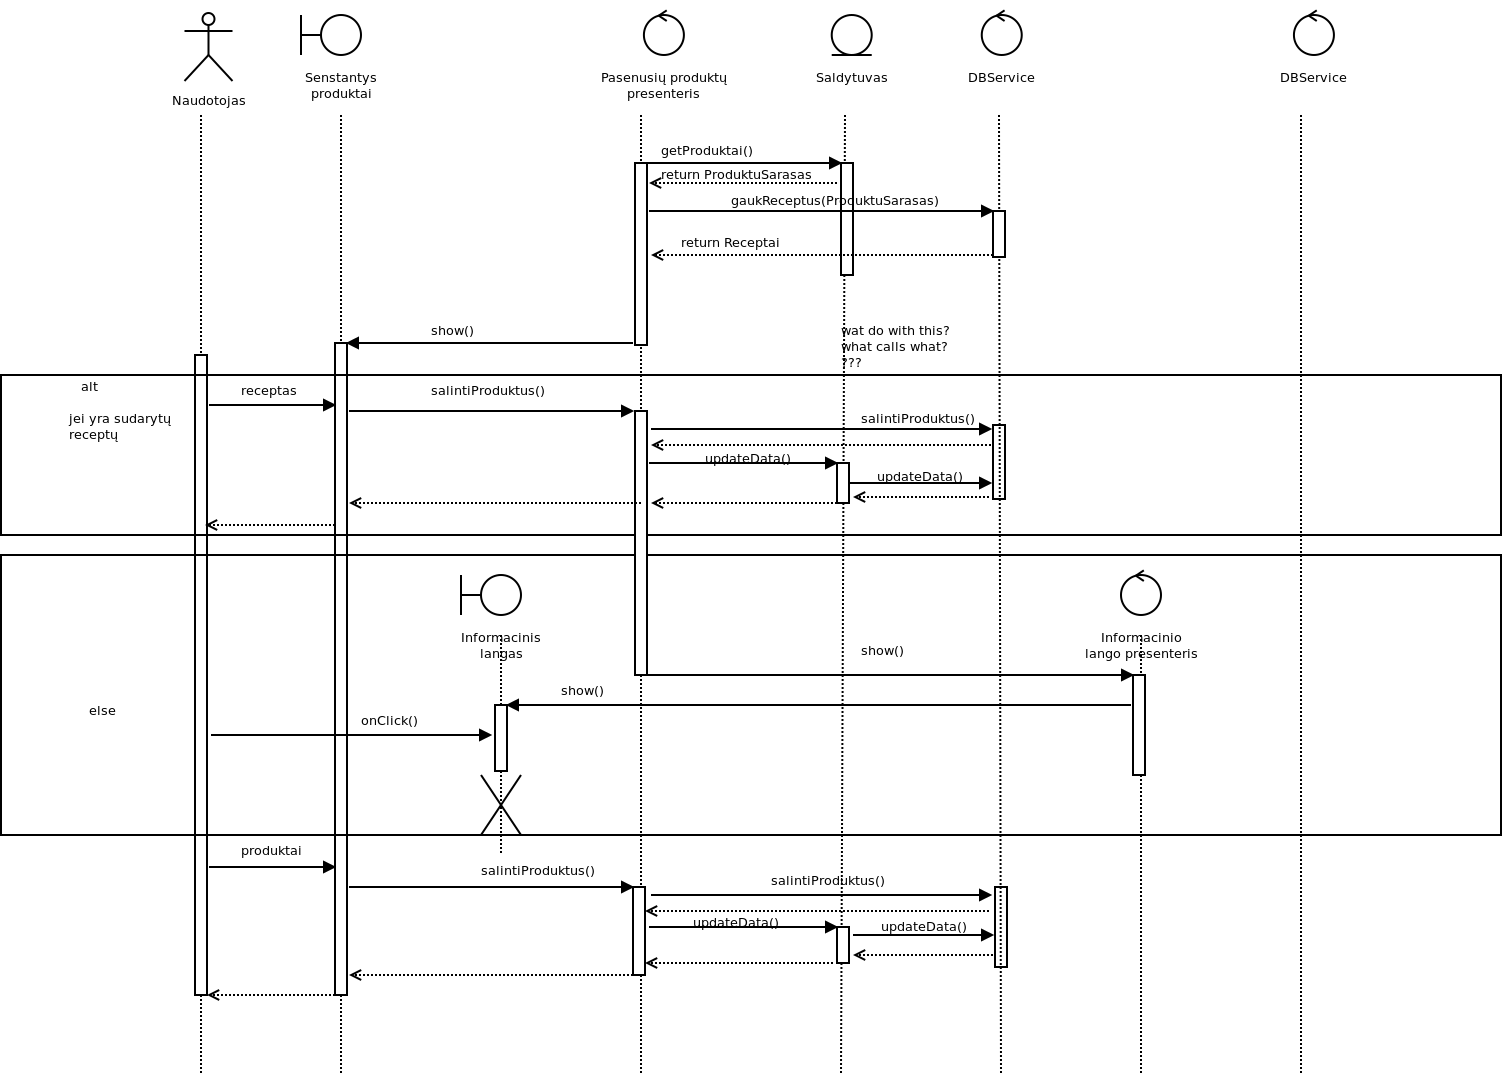 Naudotojas
Senstantys
produktai
Pasenusių produktų
presenteris
Saldytuvas
DBService
DBService
getProduktai()
return ProduktuSarasas
gaukReceptus(ProduktuSarasas)
return Receptai
show()
wat do with this?
what calls what?
???
alt
jei yra sudarytų
receptų
receptas
salintiProduktus()
salintiProduktus()
updateData()
updateData()
Informacinis
langas
Informacinio
lango presenteris
show()
show()
else
onClick()
produktai
salintiProduktus()
salintiProduktus()
updateData()
updateData()